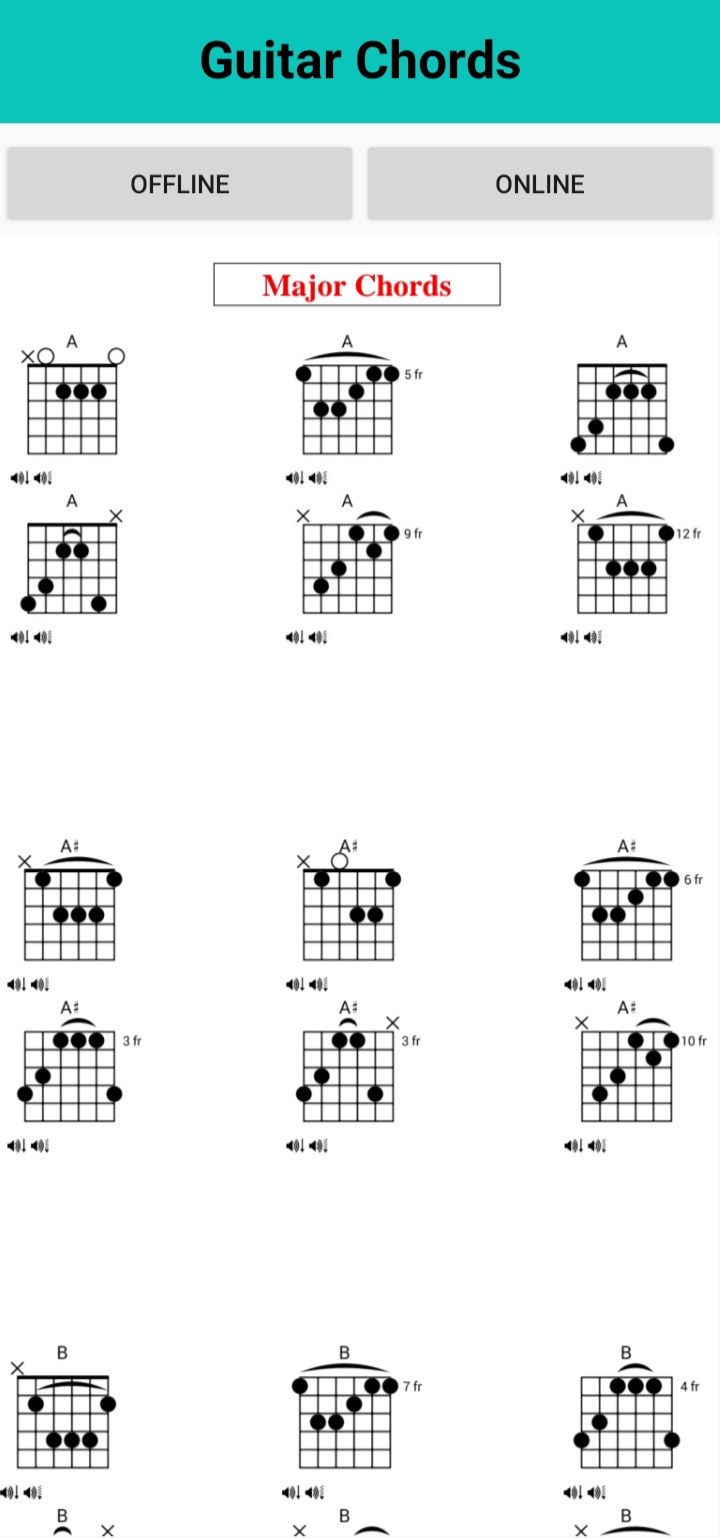 Guitar Chords
OFFLINE ONLINE
Major Chords
A A A
5 fr
A A A
9 fr 12 fr
A♯ A♯ A♯
6 fr
A♯ A♯ A♯
3 fr 3 fr 10 fr
B B B
7 fr 4 fr
B B B